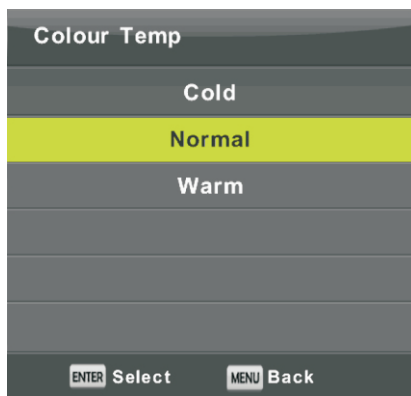 Colour Temp
Cold
Normal
Warm
ENTER Select MENU Back